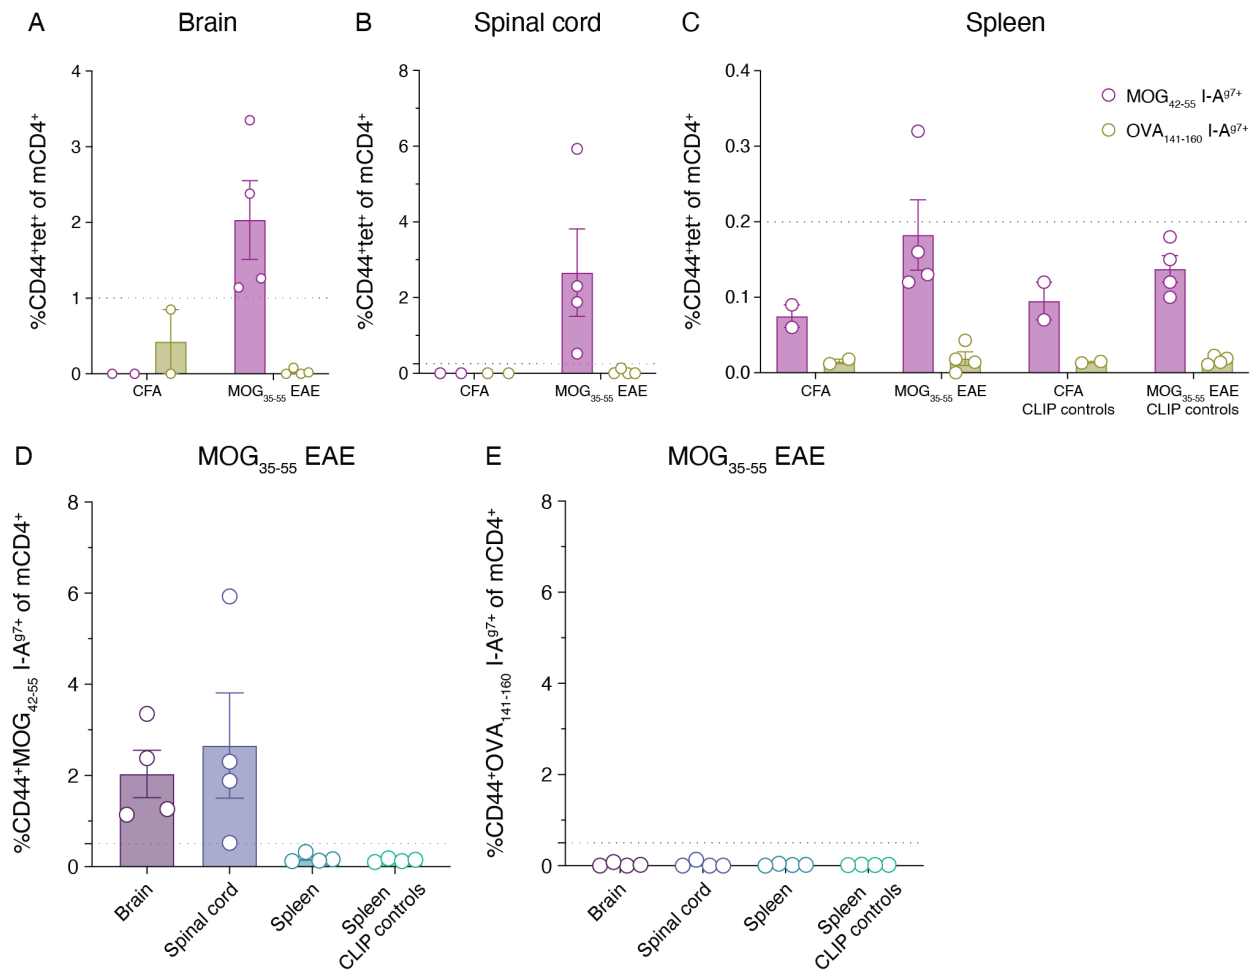 A Brain
B Spinal cord
C Spleen
%CD44⁺tet⁺ of mCD4⁺
4
3
2
1
0
CFA
MOG₃₅₋₅₅ EAE
%CD44⁺tet⁺ of mCD4⁺
8
6
4
2
0
CFA
MOG₃₅₋₅₅ EAE
%CD44⁺tet⁺ of mCD4⁺
0.4
0.3
0.2
0.1
0.0
MOG₄₂₋₅₅ I-Aᵍ⁷⁺
OVA₁₄₁₋₁₆₀ I-Aᵍ⁷⁺
CFA
MOG₃₅₋₅₅ EAE
CFA
CLIP controls
MOG₃₅₋₅₅ EAE
CLIP controls
D MOG₃₅₋₅₅ EAE
E MOG₃₅₋₅₅ EAE
%CD44⁺MOG₄₂₋₅₅ I-Aᵍ⁷⁺ of mCD4⁺
8
6
4
2
0
Brain
Spinal cord
Spleen
Spleen
CLIP controls
%CD44⁺OVA₁₄₁₋₁₆₀ I-Aᵍ⁷⁺ of mCD4⁺
8
6
4
2
0
Brain
Spinal cord
Spleen
Spleen
CLIP controls